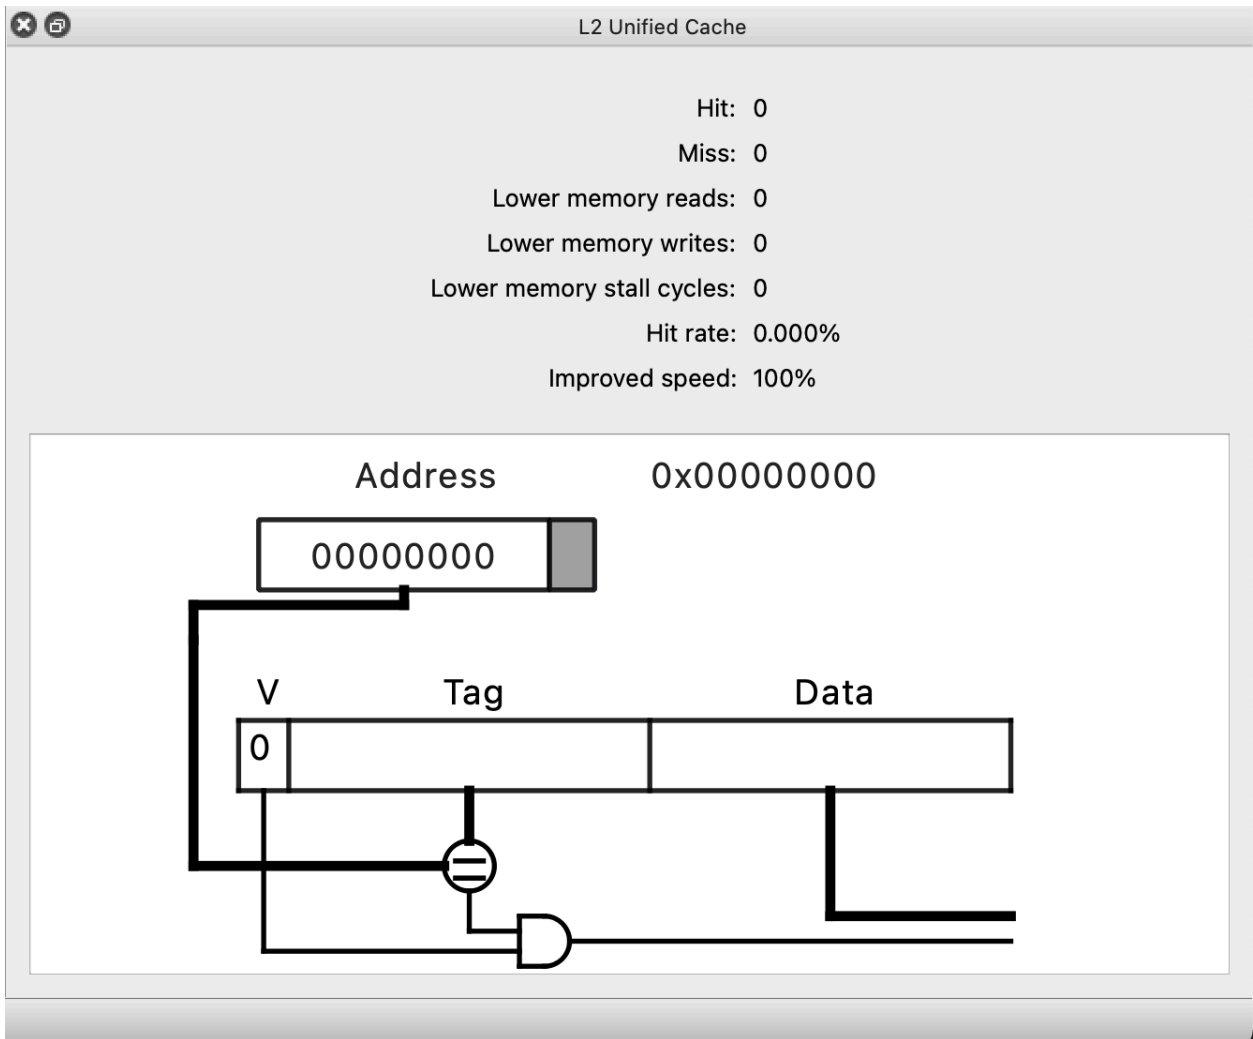 L2 Unified Cache
Hit: 0
Miss: 0
Lower memory reads: 0
Lower memory writes: 0
Lower memory stall cycles: 0
Hit rate: 0.000%
Improved speed: 100%
Address 0x00000000
00000000
V Tag Data
0